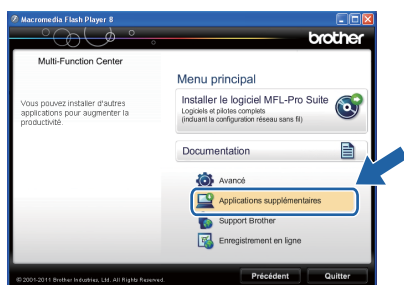 Macromedia Flash Player 8
brother
Multi-Function Center
Vous pouvez installer d'autres
applications pour augmenter la
productivité.
Menu principal
Installer le logiciel MFL-Pro Suite
Logiciels et pilotes complets
(induant la configuration réseau sans fil)
Documentation
Avancé
Applications supplémentaires
Support Brother
Enregistrement en ligne
© 2001-2011 Brother Industries, Ltd. All Rights Reserved.
Précédent
Quitter